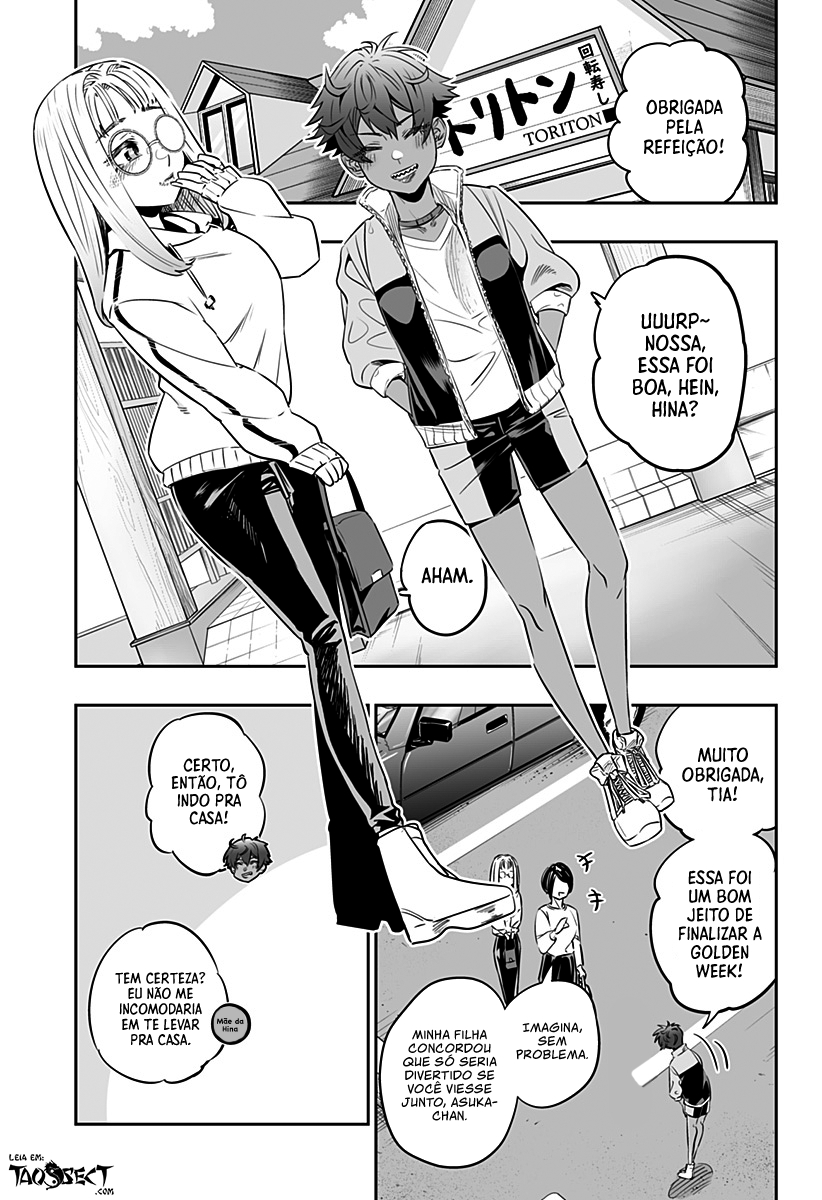 回転寿し
トリトン
TORITON
OBRIGADA
PELA
REFEIÇÃO!
UUURP~
NOSSA,
ESSA FOI
BOA, HEIN,
HINA?
AHAM.
MUITO
OBRIGADA,
TIA!
ESSA FOI
UM BOM
JEITO DE
FINALIZAR A
GOLDEN
WEEK!
IMAGINA,
SEM
PROBLEMA.
MINHA FILHA
CONCORDOU
QUE SÓ SERIA
DIVERTIDO SE
VOCÊ VIESSE
JUNTO, ASUKA-
CHAN.
CERTO,
ENTÃO, TÔ
INDO PRA
CASA!
TEM CERTEZA?
EU NÃO ME
INCOMODARIA
EM TE LEVAR
PRA CASA.
Mãe da
Hina
LEIA EM:
TAOSECT
.COM